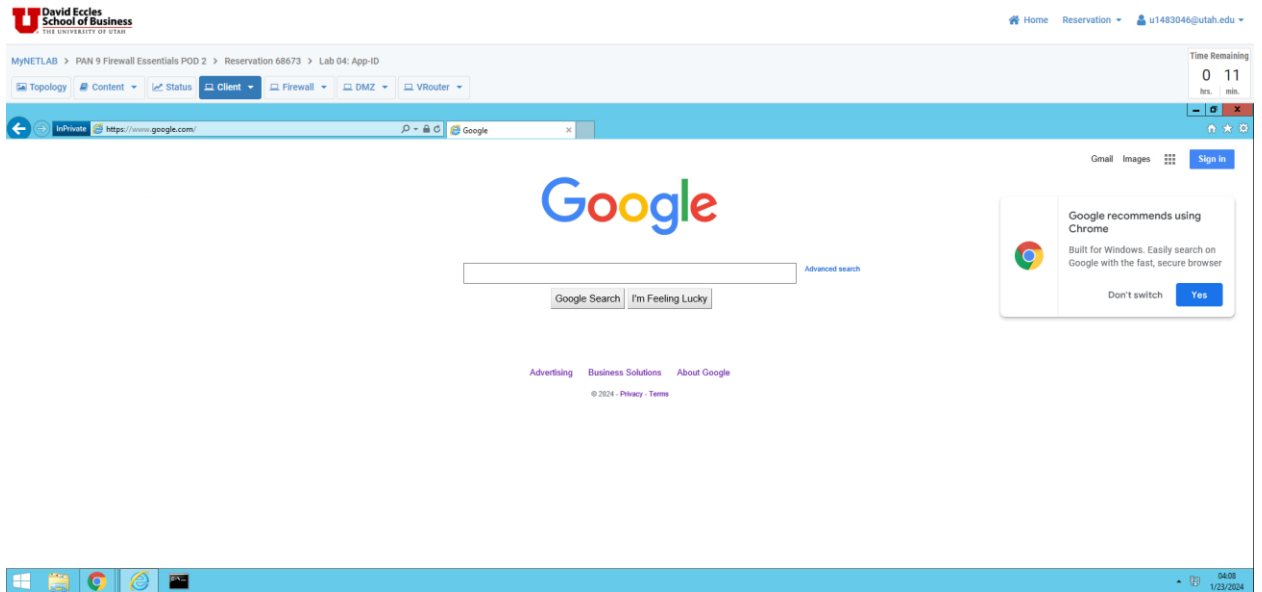 David Eccles
School of Business
THE UNIVERSITY OF UTAH
Home Reservation u1483046@utah.edu
MyNETLAB > PAN 9 Firewall Essentials POD 2 > Reservation 68673 > Lab 04: App-ID
Time Remaining
0 11
hrs. min.
Topology Content Status Client Firewall DMZ VRouter
InPrivate https://www.google.com/ Google
Gmail Images Sign in
Google
Google recommends using
Chrome
Built for Windows. Easily search on
Google with the fast, secure browser
Don't switch Yes
Advanced search
Google Search I'm Feeling Lucky
Advertising Business Solutions About Google
© 2024 - Privacy - Terms
04:08
1/23/2024